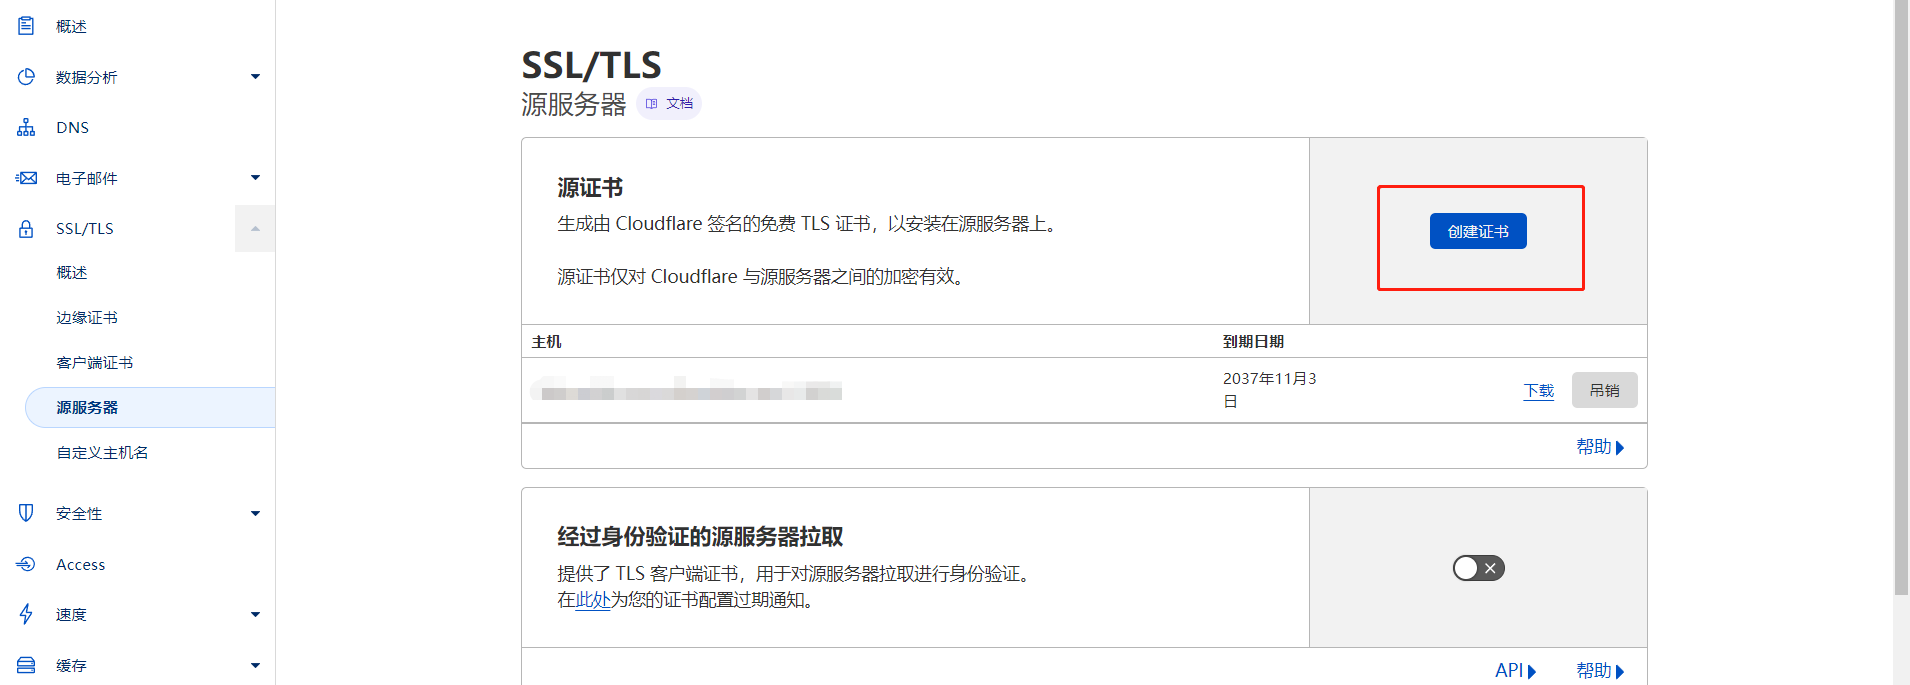 概述
数据分析
DNS
电子邮件
SSL/TLS
概述
边缘证书
客户端证书
源服务器
自定义主机名
安全性
Access
速度
缓存
SSL/TLS
源服务器 文档
源证书
生成由 Cloudflare 签名的免费 TLS 证书，以安装在源服务器上。
源证书仅对 Cloudflare 与源服务器之间的加密有效。
创建证书
主机 到期日期
2037年11月3
日
下载 吊销
帮助
经过身份验证的源服务器拉取
提供了 TLS 客户端证书，用于对源服务器拉取进行身份验证。
在此处为您的证书配置过期通知。
API 帮助